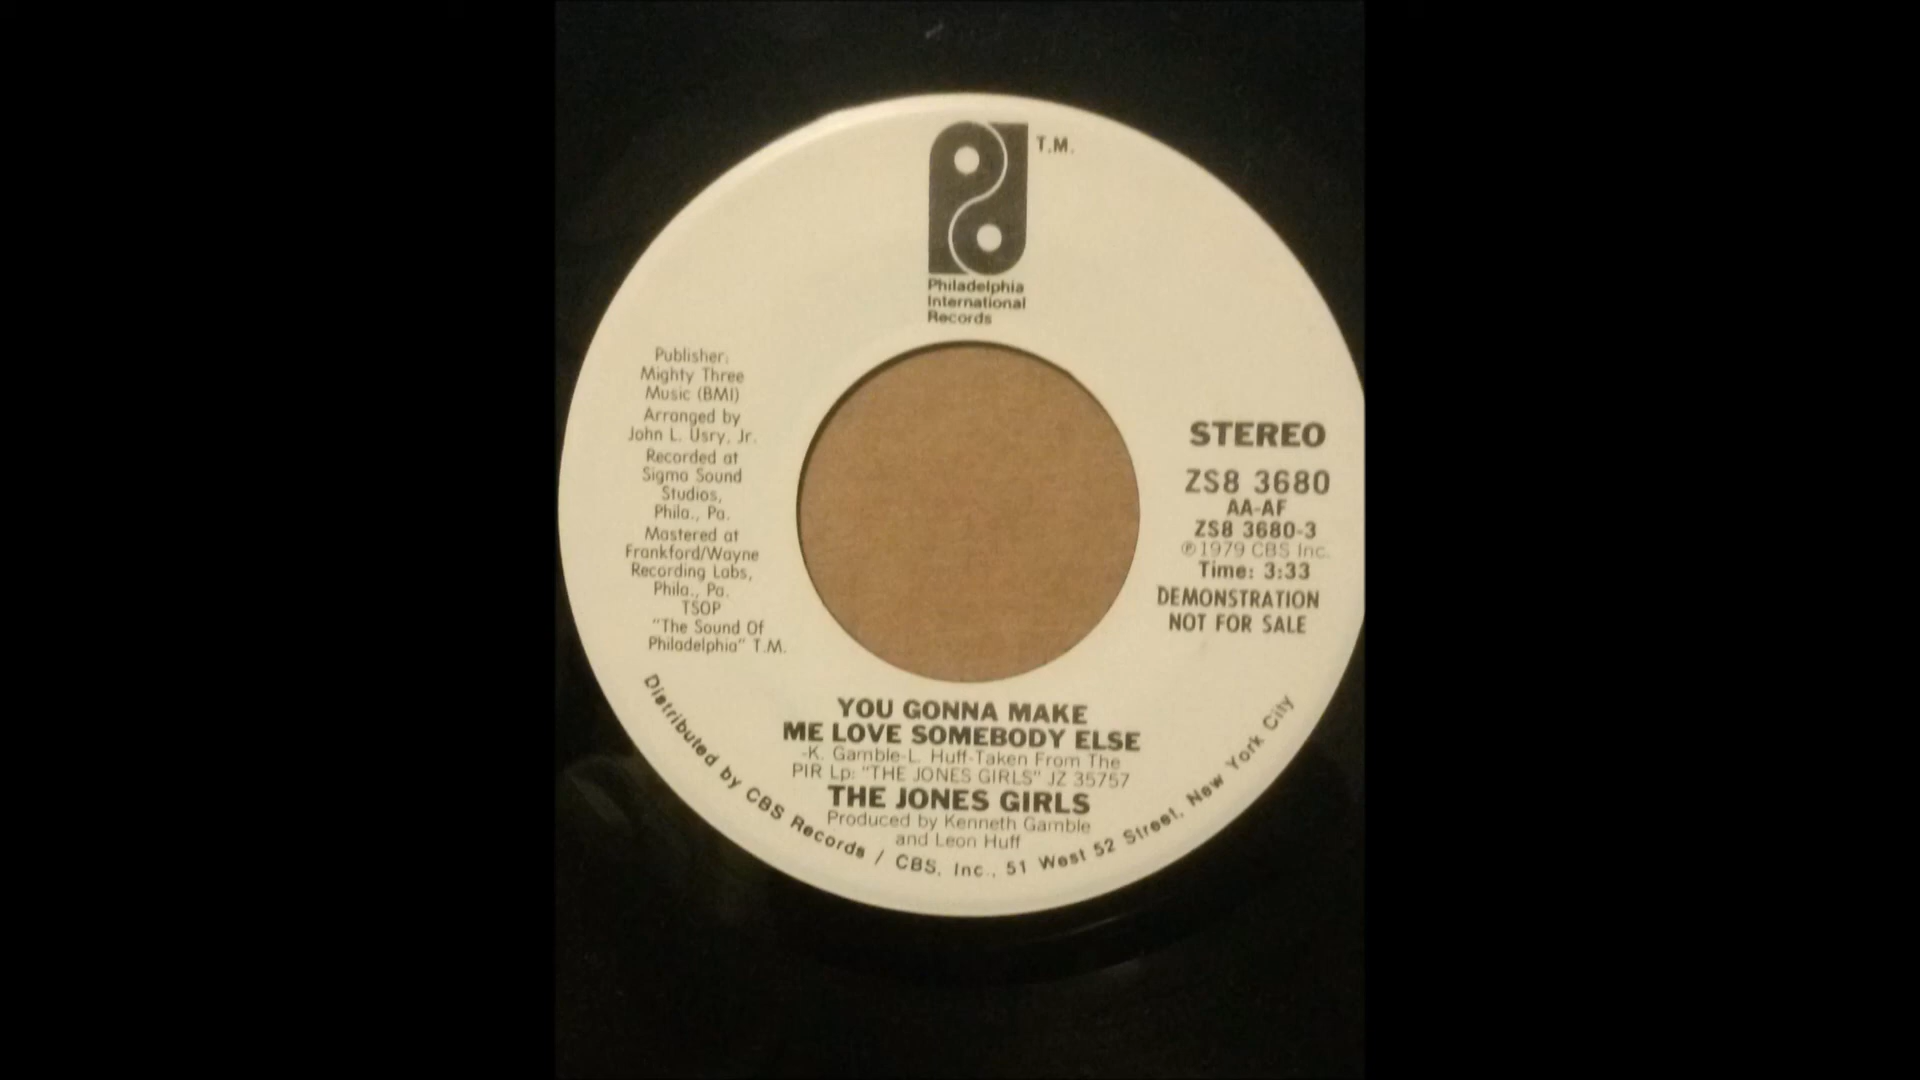 T.M.
Philadelphia
International
Records
Publisher:
Mighty Three
Music (BMI)
Arranged by
John L. Usry, Jr.
Recorded at
Sigma Sound
Studios,
Phila., Pa.
Mastered at
Frankford/Wayne
Recording Labs,
Phila., Pa.
TSOP
"The Sound Of
Philadelphia" T.M.
STEREO
ZS8 3680
AA-AF
ZS8 3680-3
℗1979 CBS Inc.
Time: 3:33
DEMONSTRATION
NOT FOR SALE
YOU GONNA MAKE
ME LOVE SOMEBODY ELSE
-K. Gamble-L. Huff-Taken From The
PIR Lp: "THE JONES GIRLS" JZ 35757
THE JONES GIRLS
Produced by Kenneth Gamble
and Leon Huff
Distributed by CBS Records / CBS, Inc., 51 West 52 Street, New York City